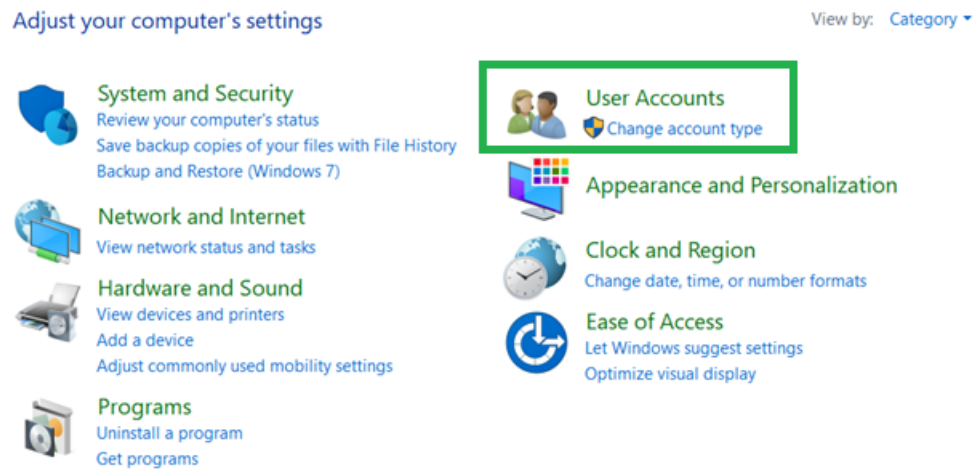 Adjust your computer's settings
View by: Category
System and Security
Review your computer's status
Save backup copies of your files with File History
Backup and Restore (Windows 7)
Network and Internet
View network status and tasks
Hardware and Sound
View devices and printers
Add a device
Adjust commonly used mobility settings
Programs
Uninstall a program
Get programs
User Accounts
Change account type
Appearance and Personalization
Clock and Region
Change date, time, or number formats
Ease of Access
Let Windows suggest settings
Optimize visual display